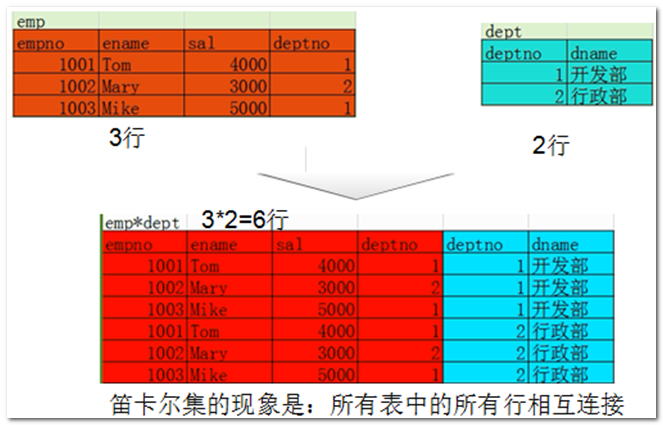 emp
empno ename sal deptno
1001 Tom 4000 1
1002 Mary 3000 2
1003 Mike 5000 1
3行
dept
deptno dname
1 开发部
2 行政部
2行
emp*dept 3*2=6行
empno ename sal deptno deptno dname
1001 Tom 4000 1 1 开发部
1002 Mary 3000 2 1 开发部
1003 Mike 5000 1 1 开发部
1001 Tom 4000 1 2 行政部
1002 Mary 3000 2 2 行政部
1003 Mike 5000 1 2 行政部
笛卡尔集的现象是：所有表中的所有行相互连接